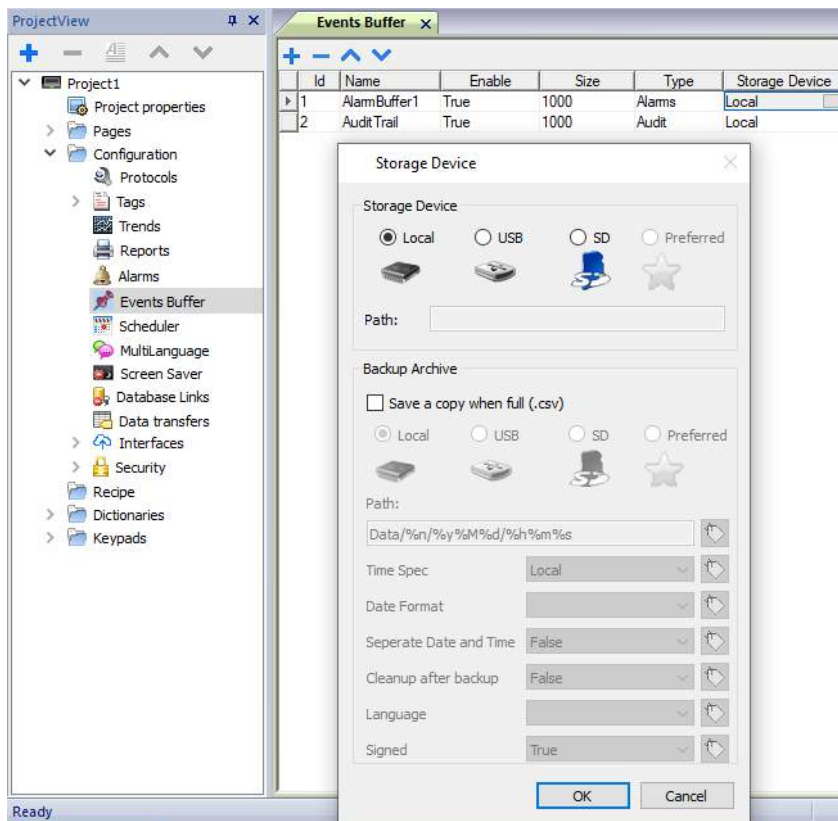 ProjectView
Events Buffer
Project1
Project properties
Pages
Configuration
Protocols
Tags
Trends
Reports
Alarms
Events Buffer
Scheduler
MultiLanguage
Screen Saver
Database Links
Data transfers
Interfaces
Security
Recipe
Dictionaries
Keypads
Id Name Enable Size Type Storage Device
1 AlarmBuffer1 True 1000 Alarms Local
2 AuditTrail True 1000 Audit Local
Storage Device
Storage Device
Local USB SD Preferred
Path:
Backup Archive
Save a copy when full (.csv)
Local USB SD Preferred
Path:
Data/%n/%y%M%d/%h%m%s
Time Spec Local
Date Format
Seperate Date and Time False
Cleanup after backup False
Language
Signed True
OK Cancel
Ready